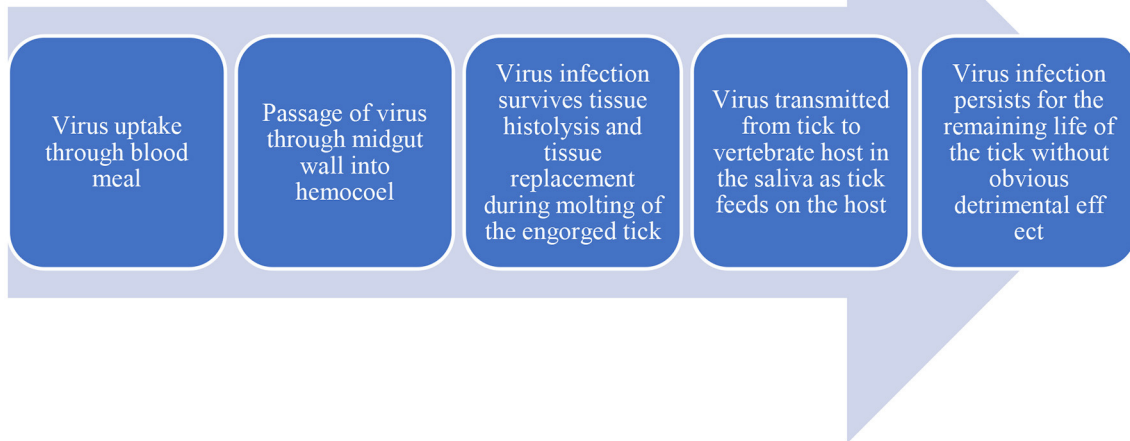 Virus uptake
through blood
meal
Passage of virus
through midgut
wall into
hemocoel
Virus infection
survives tissue
histolysis and
tissue
replacement
during molting of
the engorged tick
Virus transmitted
from tick to
vertebrate host in
the saliva as tick
feeds on the host
Virus infection
persists for the
remaining life of
the tick without
obvious
detrimental eff
ect